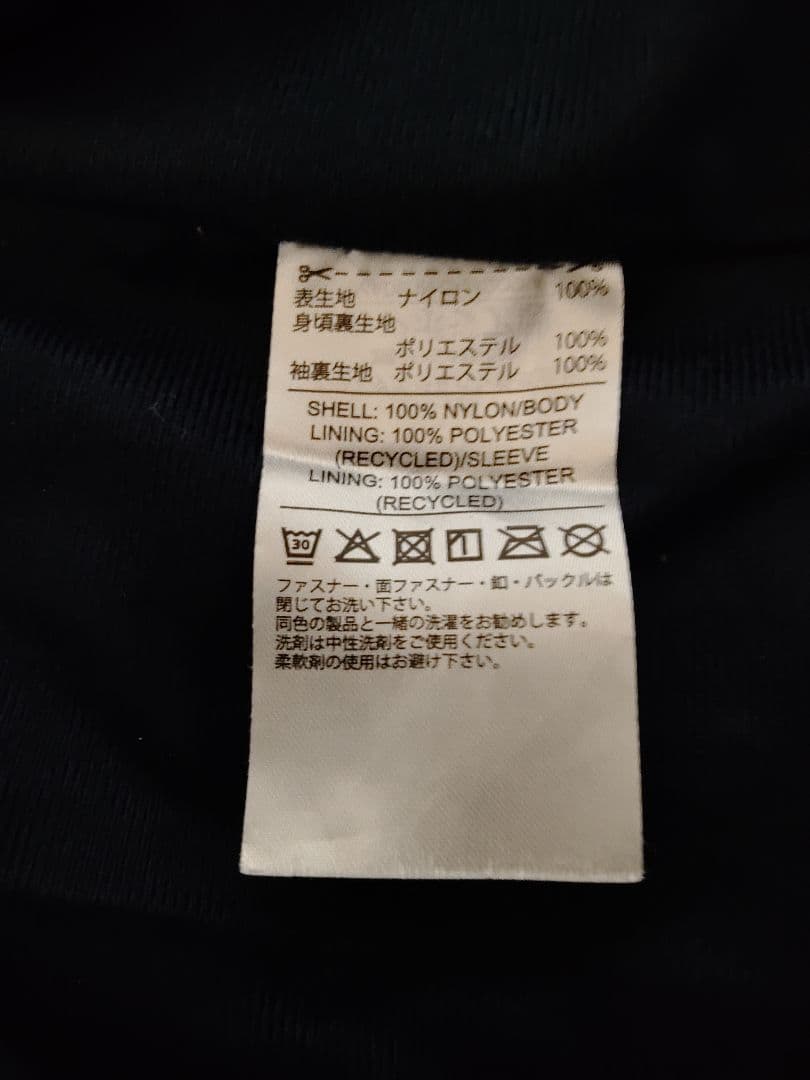 表生地 ナイロン 100%
身頃裏生地
ポリエステル 100%
袖裏生地 ポリエステル 100%
SHELL: 100% NYLON/BODY
LINING: 100% POLYESTER
(RECYCLED)/SLEEVE
LINING: 100% POLYESTER
(RECYCLED)
30
ファスナー・面ファスナー・釦・バックルは
閉じてお洗い下さい。
同色の製品と一緒の洗濯をお勧めします。
洗剤は中性洗剤をご使用ください。
柔軟剤の使用はお避け下さい。